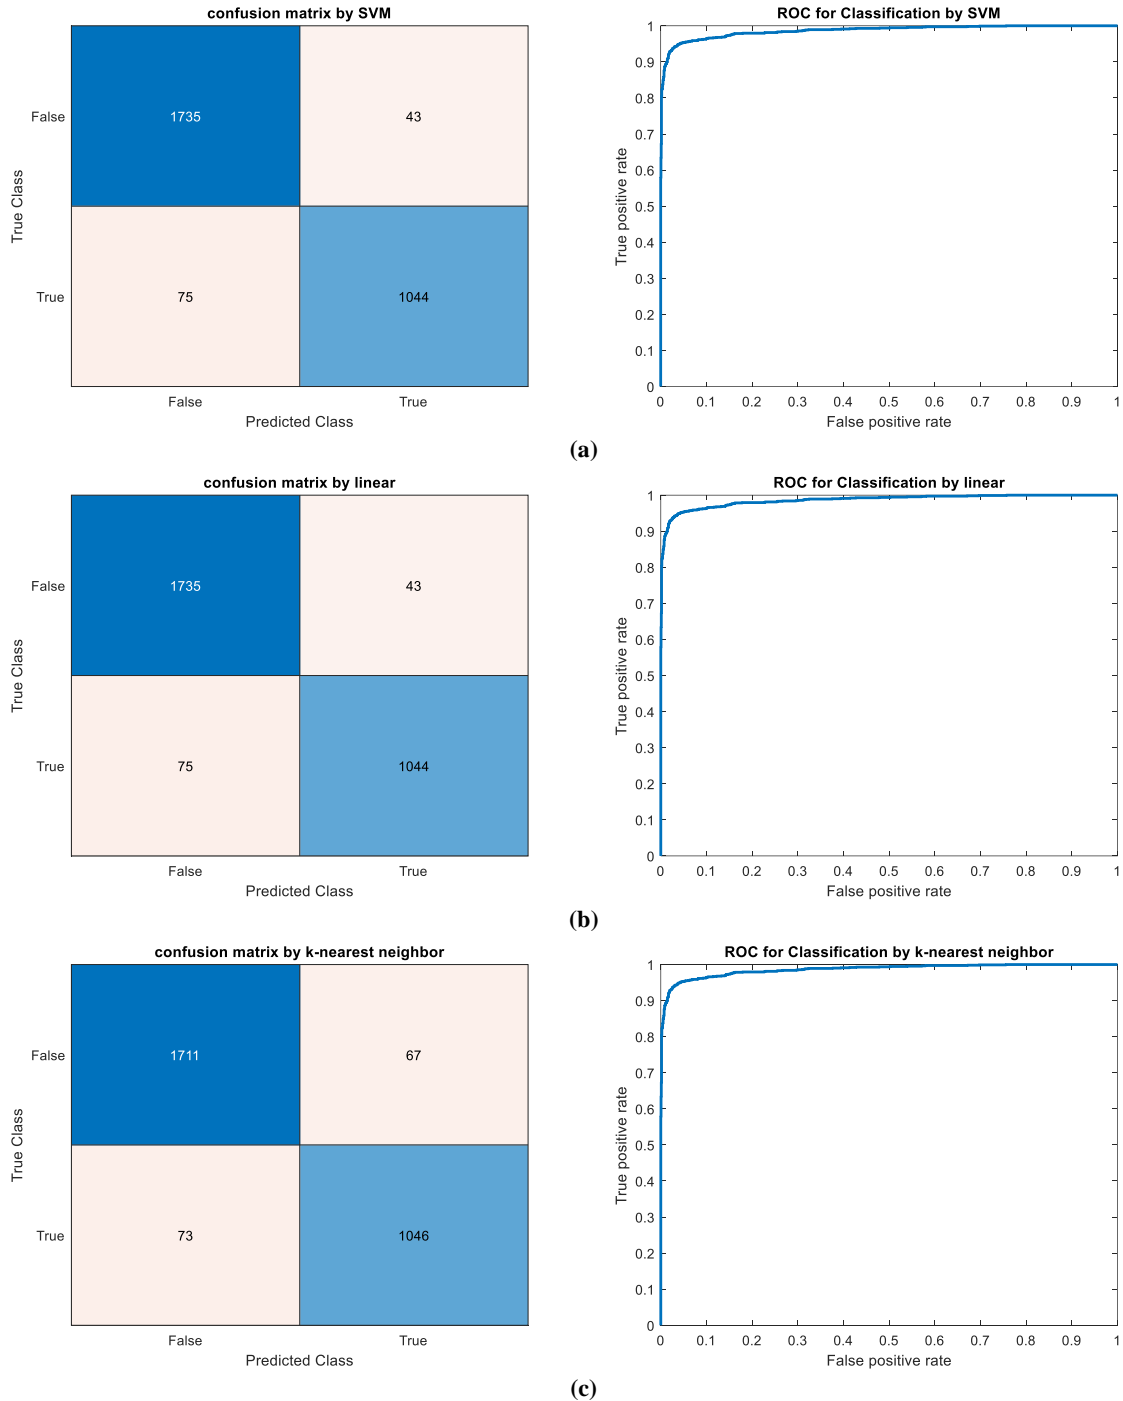 confusion matrix by SVM
True Class
False
1735
43
True
75
1044
False
True
Predicted Class
ROC for Classification by SVM
True positive rate
1
0.9
0.8
0.7
0.6
0.5
0.4
0.3
0.2
0.1
0
0 0.1 0.2 0.3 0.4 0.5 0.6 0.7 0.8 0.9 1
False positive rate
(a)
confusion matrix by linear
True Class
False
1735
43
True
75
1044
False
True
Predicted Class
ROC for Classification by linear
True positive rate
1
0.9
0.8
0.7
0.6
0.5
0.4
0.3
0.2
0.1
0
0 0.1 0.2 0.3 0.4 0.5 0.6 0.7 0.8 0.9 1
False positive rate
(b)
confusion matrix by k-nearest neighbor
True Class
False
1711
67
True
73
1046
False
True
Predicted Class
ROC for Classification by k-nearest neighbor
True positive rate
1
0.9
0.8
0.7
0.6
0.5
0.4
0.3
0.2
0.1
0
0 0.1 0.2 0.3 0.4 0.5 0.6 0.7 0.8 0.9 1
False positive rate
(c)